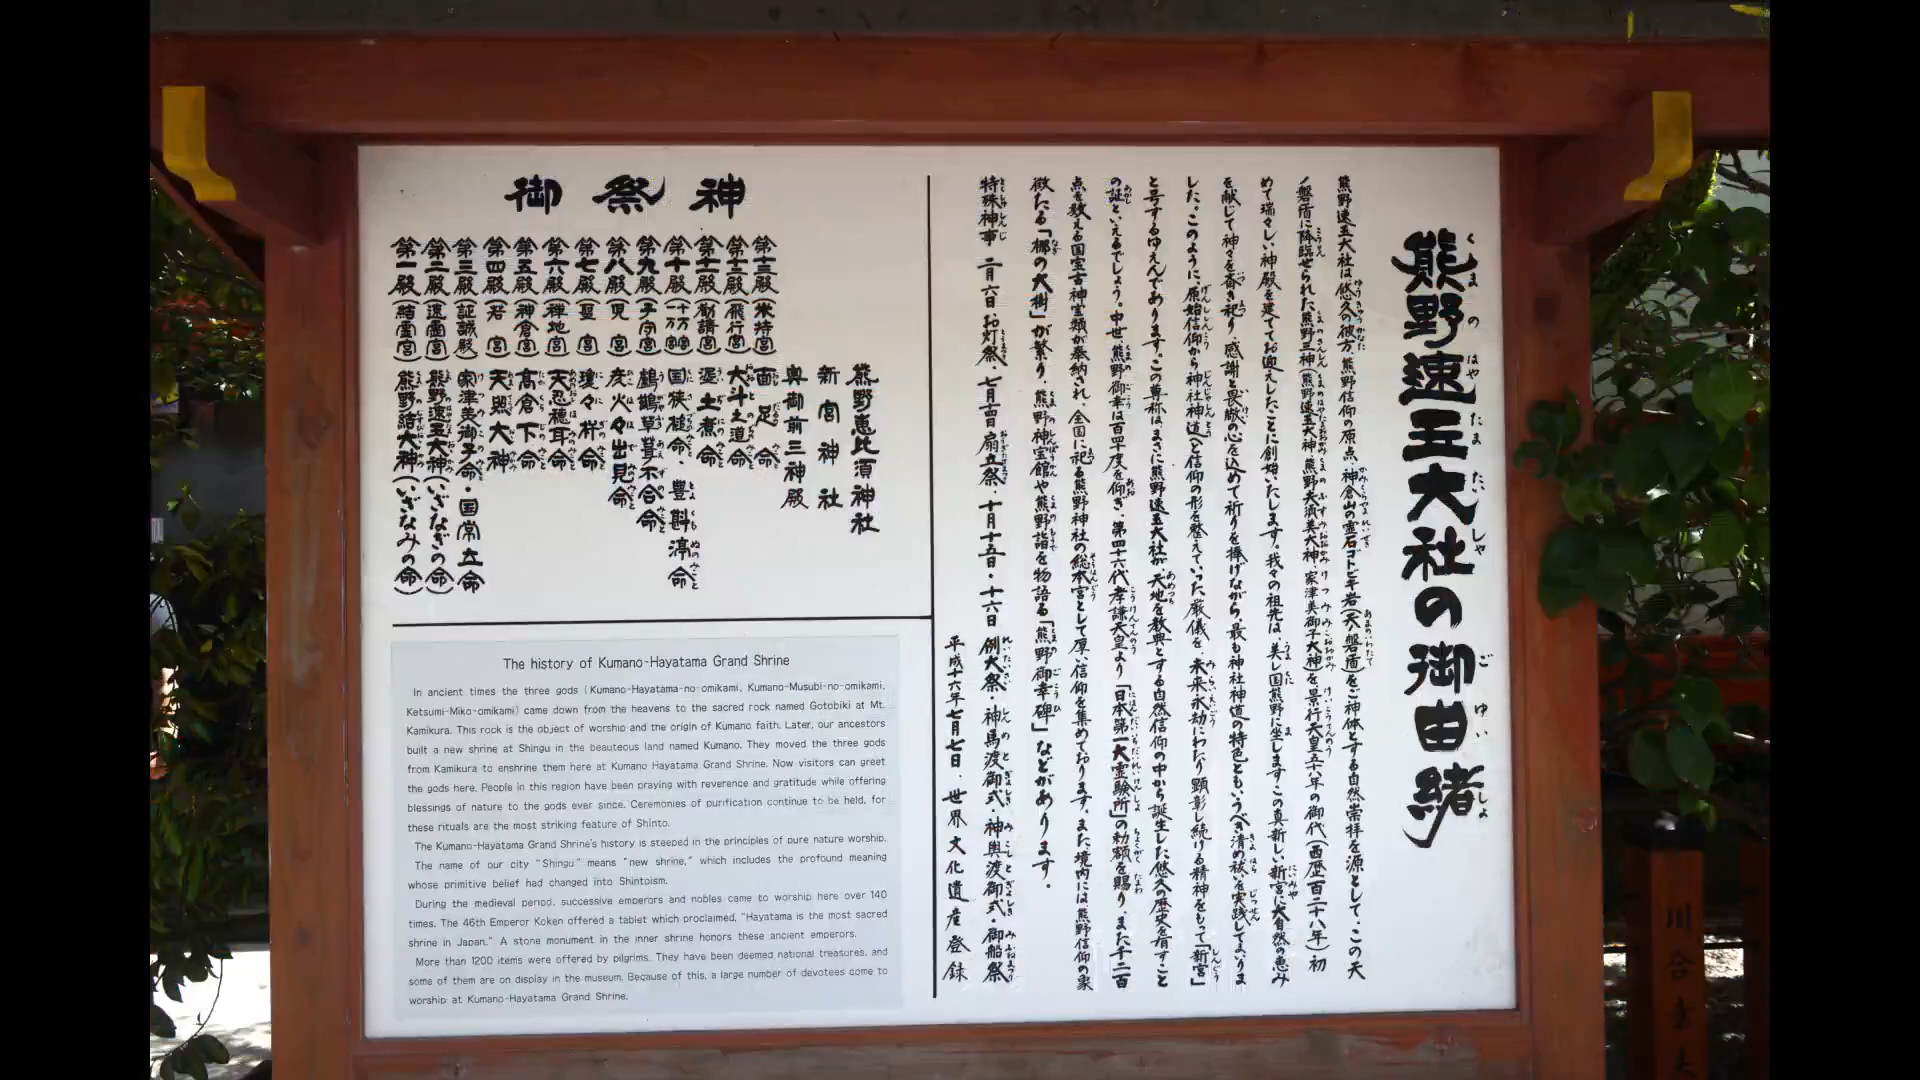 熊野速玉大社の御由緒
熊野速玉大社は悠久の彼方、熊野信仰の原点、神倉山の霊石ゴトビキ岩(天ノ磐盾)をご神体とする自然崇拝を源として、この天
ノ磐盾に降臨せられた熊野三神(熊野速玉大神・熊野夫須美大神・家津美御子大神)を景行天皇五十八年の御代(西歴百二十八年)初
めて瑞々しい神殿を建ててお迎えしたことに創始いたします。我々の祖先は、美し国熊野に坐します、この真新しい新宮に大自然の恵み
を献じて神々を斎き祀り、感謝と畏敬の心を込めて祈りを捧げながら、最も神社神道の特色ともいうべき清め祓いを実践してまいりま
した。このように、原始信仰から神社神道へと信仰の形を整えていった厳儀を、未来永劫にわたり顕彰し続ける精神をもって「新宮」
と号するゆえんであります。この尊称は、まさに熊野速玉大社が、天地を教典とする自然信仰の中から誕生した悠久の歴史を有すこと
の証といえるでしょう。中世、熊野御幸は百四十度を仰ぎ、第四十六代孝謙天皇より「日本第一大霊験所」の勅額を賜り、また千二百
点を数える国宝古神宝類が奉納され、全国に祀る熊野神社の総本宮として厚い信仰を集めております。また境内には熊野信仰の象
徴たる「梛の大樹」が繁り、熊野神宝館や熊野詣を物語る「熊野御幸碑」などがあります。
特殊神事 二月六日・お灯祭、七月十四日扇立祭、十月十五日・十六日 例大祭・神馬渡御式・神輿渡御式・御船祭
平成十六年七月七日・世界文化遺産登録
御祭神
第一殿(結霊宮)熊野結大神(いざなみの命)
第二殿(速霊宮)熊野速玉大神(いざなぎの命)
第三殿(証誠殿)家津美御子命・国常立命
第四殿(若宮)天照大神
第五殿(神倉宮)高倉下命
第六殿(禅地宮)天忍穂耳命
第七殿(聖宮)瓊々杵命
第八殿(児宮)彦火々出見命
第九殿(子守宮)鸕鷀草葺不合命
第十殿(一万宮 十万宮)国狭槌命・豊斟渟命
第十一殿(勧請宮)泥土煮命
第十二殿(飛行宮)大斗之道命
第十三殿(米持宮)面足命
奥御前三神殿
新宮神社
熊野恵比須神社
The history of Kumano-Hayatama Grand Shrine
In ancient times the three gods (Kumano-Hayatama-no-omikami, Kumano-Musubi-no-omikami,
Ketsumi-Miko-omikami) came down from the heavens to the sacred rock named Gotobiki at Mt.
Kamikura. This rock is the object of worship and the origin of Kumano faith. Later, our ancestors
built a new shrine at Shingu in the beauteous land named Kumano. They moved the three gods
from Kamikura to enshrine them here at Kumano Hayatama Grand Shrine. Now visitors can greet
the gods here. People in this region have been praying with reverence and gratitude while offering
blessings of nature to the gods ever since. Ceremonies of purification continue to be held, for
these rituals are the most striking feature of Shinto.
The Kumano-Hayatama Grand Shrine's history is steeped in the principles of pure nature worship.
The name of our city "Shingu" means "new shrine," which includes the profound meaning
whose primitive belief had changed into Shintoism.
During the medieval period, successive emperors and nobles came to worship here over 140
times. The 46th Emperor Koken offered a tablet which proclaimed, "Hayatama is the most sacred
shrine in Japan." A stone monument in the inner shrine honors these ancient emperors.
More than 1200 items were offered by pilgrims. They have been deemed national treasures, and
some of them are on display in the museum. Because of this, a large number of devotees come to
worship at Kumano-Hayatama Grand Shrine.
川合